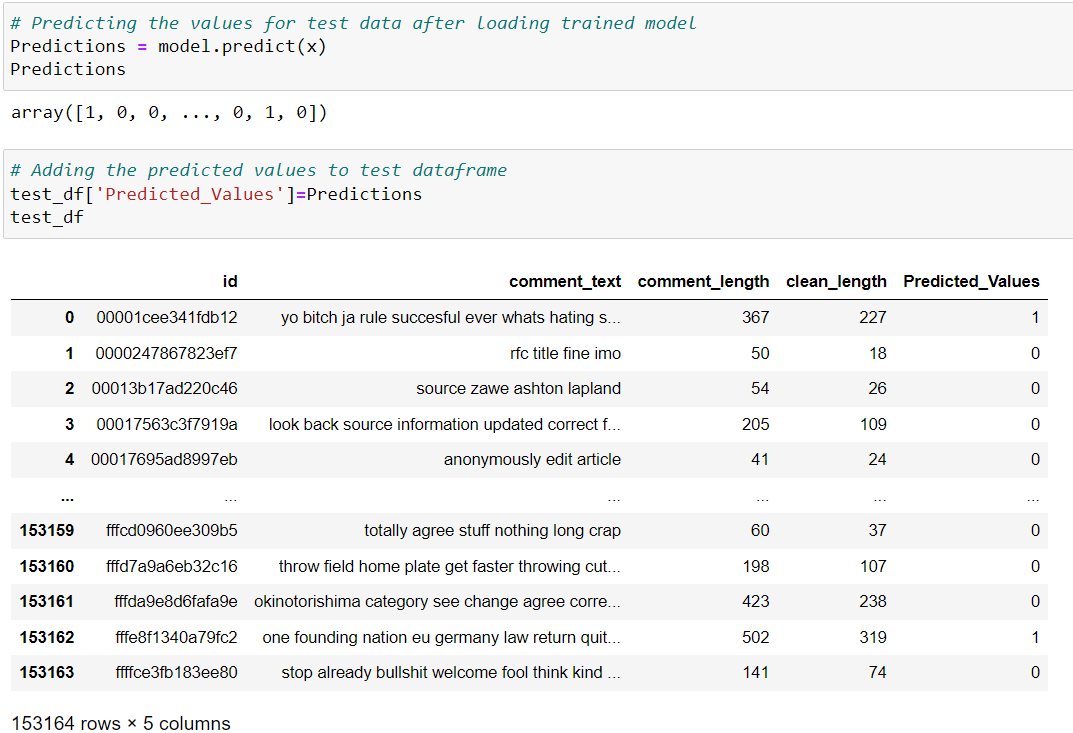 # Predicting the values for test data after loading trained model
Predictions = model.predict(x)
Predictions
array([1, 0, 0, ..., 0, 1, 0])
# Adding the predicted values to test dataframe
test_df['Predicted_Values']=Predictions
test_df
id comment_text comment_length clean_length Predicted_Values
0 00001cee341fdb12 yo bitch ja rule succesful ever whats hating s... 367 227 1
1 0000247867823ef7 rfc title fine imo 50 18 0
2 00013b17ad220c46 source zawe ashton lapland 54 26 0
3 00017563c3f7919a look back source information updated correct f... 205 109 0
4 00017695ad8997eb anonymously edit article 41 24 0
... ... ... ... ... ...
153159 fffcd0960ee309b5 totally agree stuff nothing long crap 60 37 0
153160 fffd7a9a6eb32c16 throw field home plate get faster throwing cut... 198 107 0
153161 fffda9e8d6fafa9e okinotorishima category see change agree corre... 423 238 0
153162 fffe8f1340a79fc2 one founding nation eu germany law return quit... 502 319 1
153163 ffffce3fb183ee80 stop already bullshit welcome fool think kind ... 141 74 0
153164 rows × 5 columns